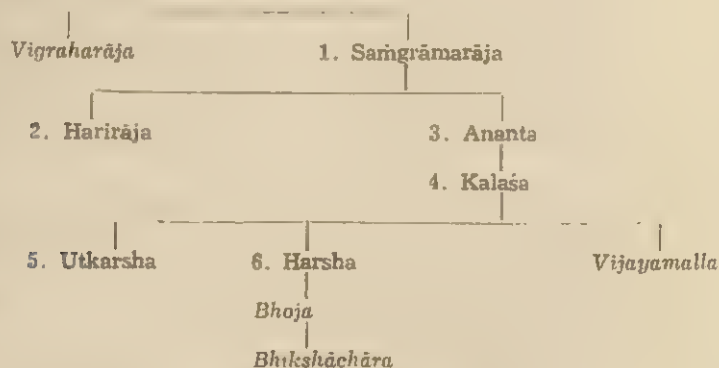 Vigraharāja 1. Saṁgrāmarāja
2. Harirāja 3. Ananta
4. Kalaśa
5. Utkarsha 6. Harsha Vijayamalla
Bhoja
Bhikshāchāra